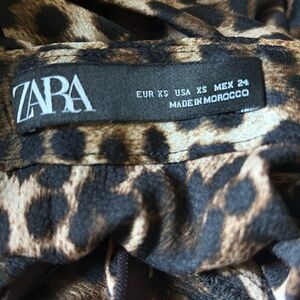 ZARA
EUR XS USA XS MEX 24
MADE IN MOROCCO